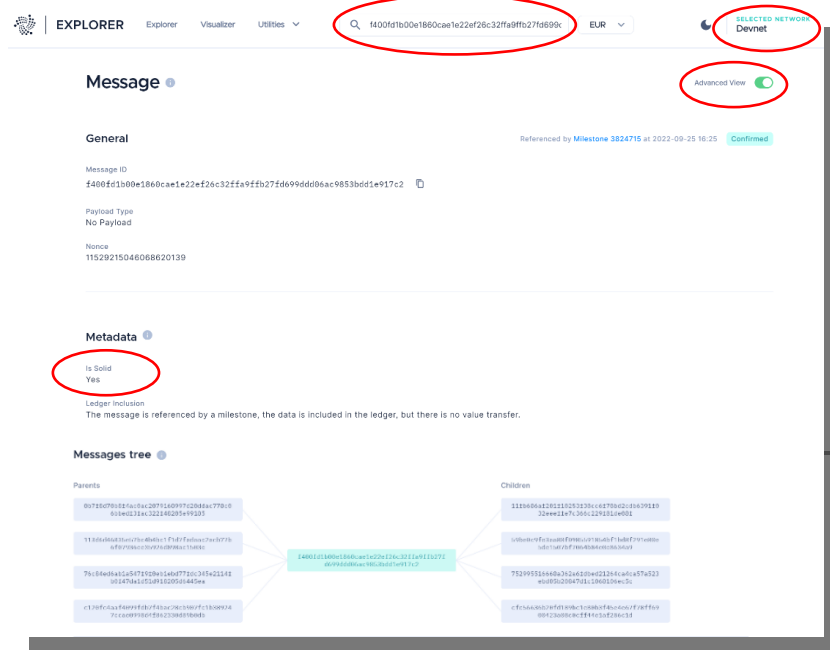 EXPLORER Explorer Visualizer Utilities f400fd1b00e1860cae1e22ef26c32ffa9ffb27fd699c EUR SELECTED NETWORK
Devnet
Message
Advanced View
General
Referenced by Milestone 3824715 at 2022-09-25 16:25 Confirmed
Message ID
f400fd1b00e1860cae1e22ef26c32ffa9ffb27fd699ddd06ac9853bdd1e917c2
Payload Type
No Payload
Nonce
11529215046068620139
Metadata
Is Solid
Yes
Ledger Inclusion
The message is referenced by a milestone, the data is included in the ledger, but there is no value transfer.
Messages tree
Parents Children
f400fd1b00e1860cae1e22ef26c32ffa9ffb27f
d699ddd06ac9853bdd1e917c2